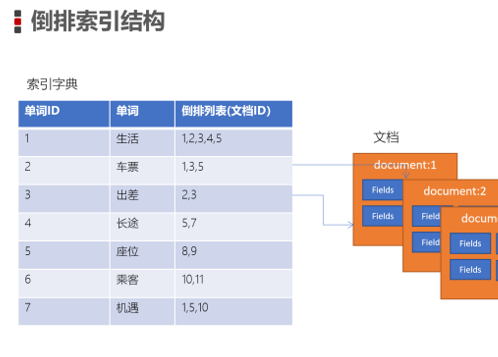 倒排索引结构
索引字典
单词ID 单词 倒排列表(文档ID)
1 生活 1,2,3,4,5
2 车票 1,3,5
3 出差 2,3
4 长途 5,7
5 座位 8,9
6 乘客 10,11
7 机遇 1,5,10
文档
document:1
Fields
Fields
document:2
Field
Field
docum
Fields
Fields